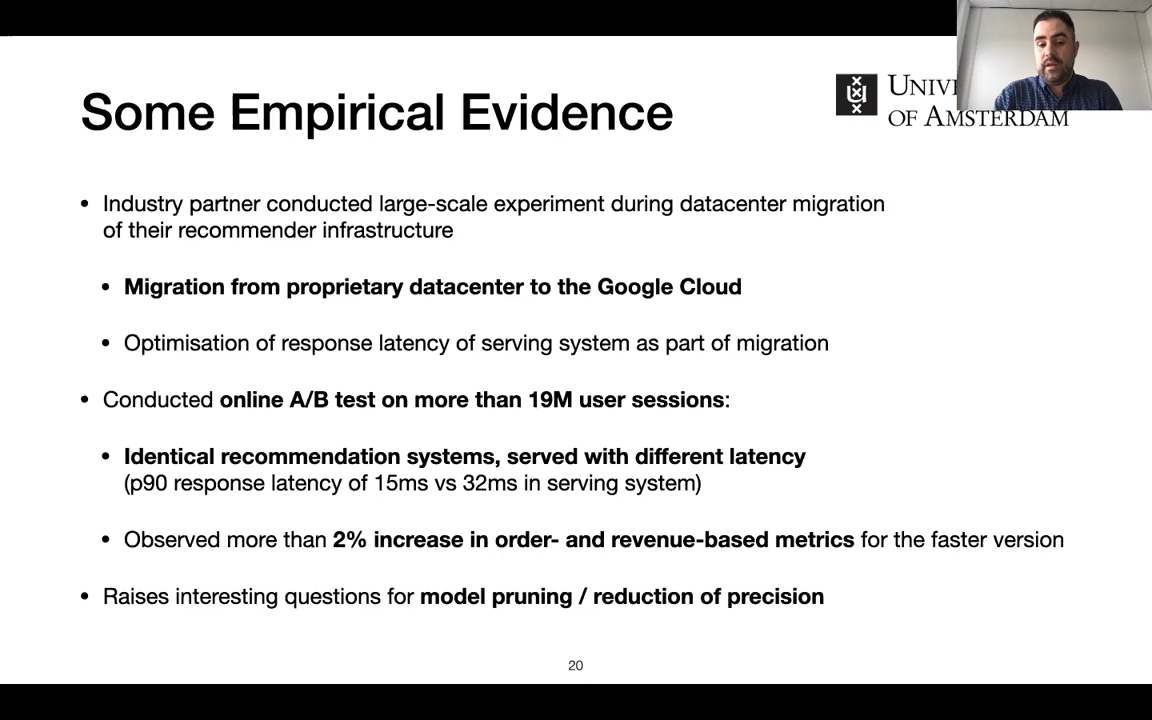 Some Empirical Evidence
OF AMSTERDAM
• Industry partner conducted large-scale experiment during datacenter migration
of their recommender infrastructure
• Migration from proprietary datacenter to the Google Cloud
• Optimisation of response latency of serving system as part of migration
• Conducted online A/B test on more than 19M user sessions:
• Identical recommendation systems, served with different latency
(p90 response latency of 15ms vs 32ms in serving system)
• Observed more than 2% increase in order- and revenue-based metrics for the faster version
• Raises interesting questions for model pruning / reduction of precision
20